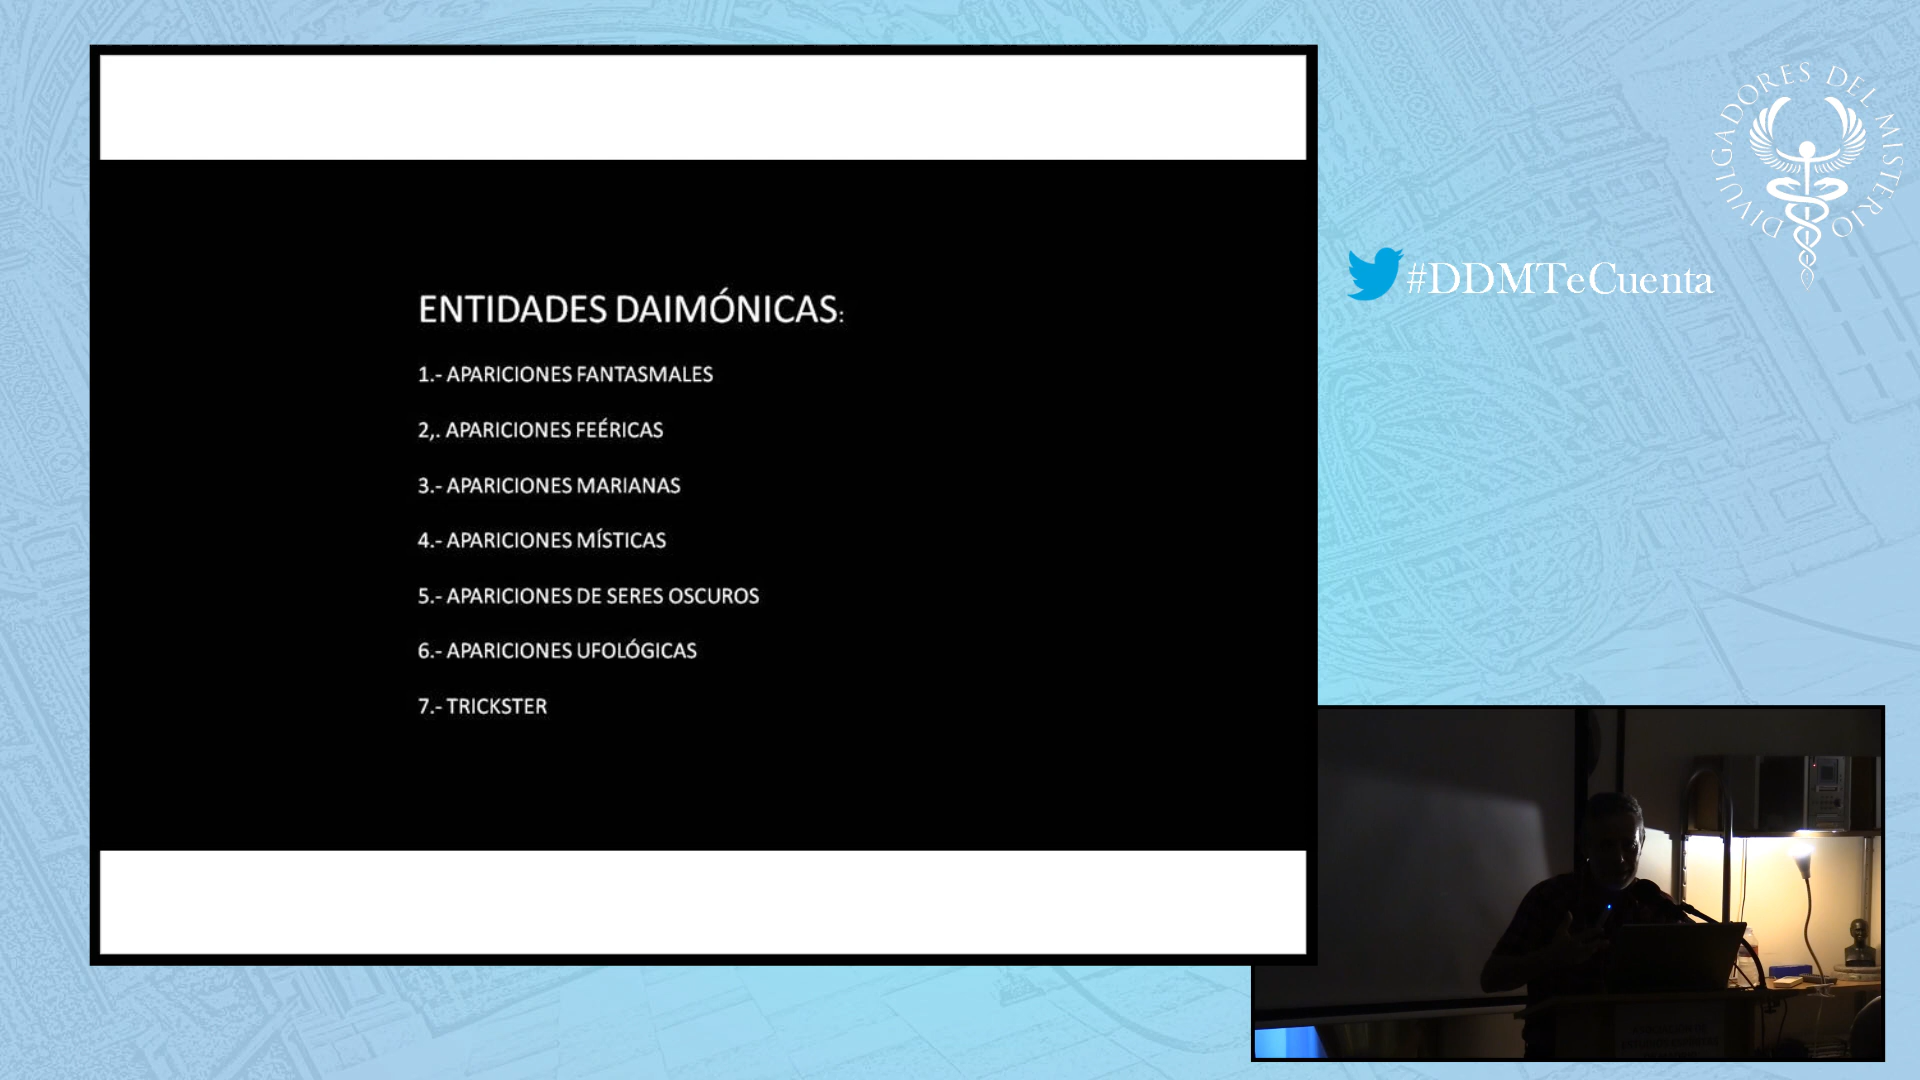 ENTIDADES DAIMÓNICAS:
1.- APARICIONES FANTASMALES
2,. APARICIONES FEÉRICAS
3.- APARICIONES MARIANAS
4.- APARICIONES MÍSTICAS
5.- APARICIONES DE SERES OSCUROS
6.- APARICIONES UFOLÓGICAS
7.- TRICKSTER
DIVULGADORES DEL MISTERIO
#DDMTeCuenta